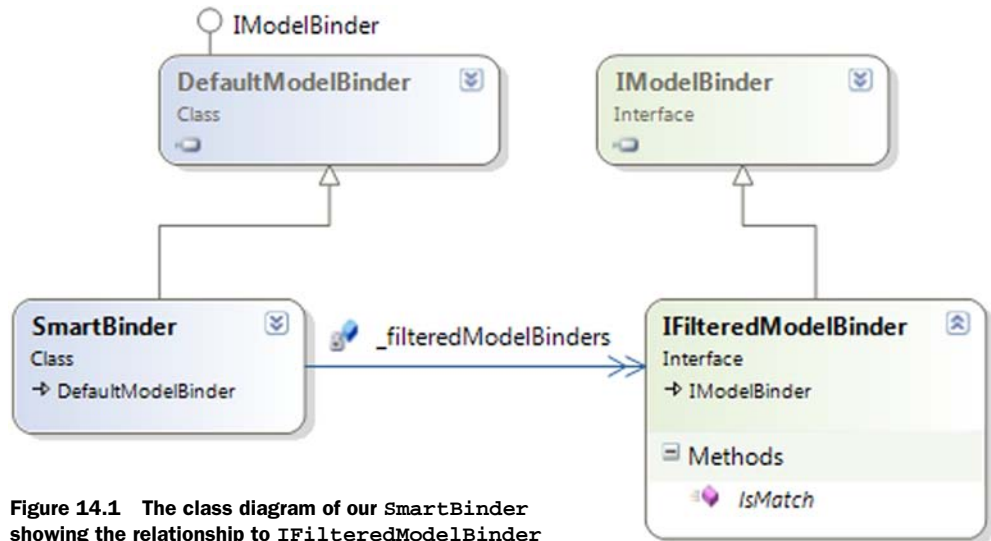 IModelBinder
DefaultModelBinder
Class
IModelBinder
Interface
SmartBinder
Class
DefaultModelBinder
_filteredModelBinders
IFilteredModelBinder
Interface
IModelBinder
Methods
IsMatch
Figure 14.1 The class diagram of our SmartBinder
showing the relationship to IFilteredModelBinder